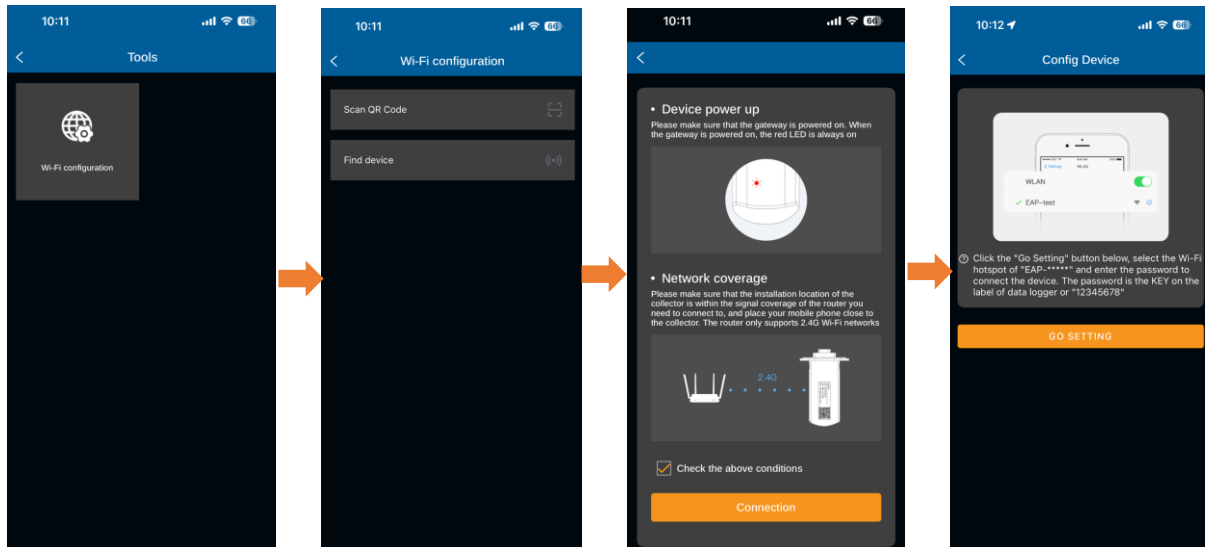 10:11
66
Tools
Wi-Fi configuration
10:11
66
Wi-Fi configuration
Scan QR Code
Find device
10:11
66
• Device power up
Please make sure that the gateway is powered on. When
the gateway is powered on, the red LED is always on
• Network coverage
Please make sure that the installation location of the
collector is within the signal coverage of the router you
need to connect to, and place your mobile phone close to
the collector. The router only supports 2.4G Wi-Fi networks
2.4G
Check the above conditions
Connection
10:12
66
Config Device
Settings
WLAN
WLAN
EAP-test
Click the "Go Setting" button below, select the Wi-Fi
hotspot of "EAP-*****" and enter the password to
connect the device. The password is the KEY on the
label of data logger or "12345678"
GO SETTING